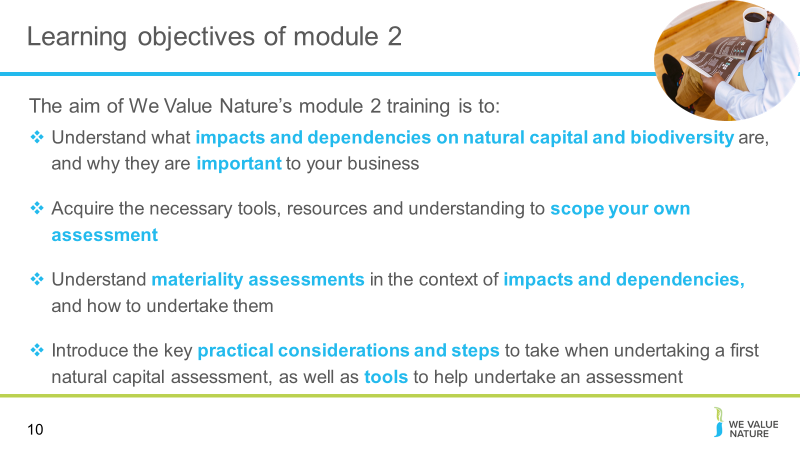 Learning objectives of module 2
The aim of We Value Nature's module 2 training is to:
❖ Understand what impacts and dependencies on natural capital and biodiversity are,
and why they are important to your business
❖ Acquire the necessary tools, resources and understanding to scope your own
assessment
❖ Understand materiality assessments in the context of impacts and dependencies,
and how to undertake them
❖ Introduce the key practical considerations and steps to take when undertaking a first
natural capital assessment, as well as tools to help undertake an assessment
10
WE VALUE
NATURE